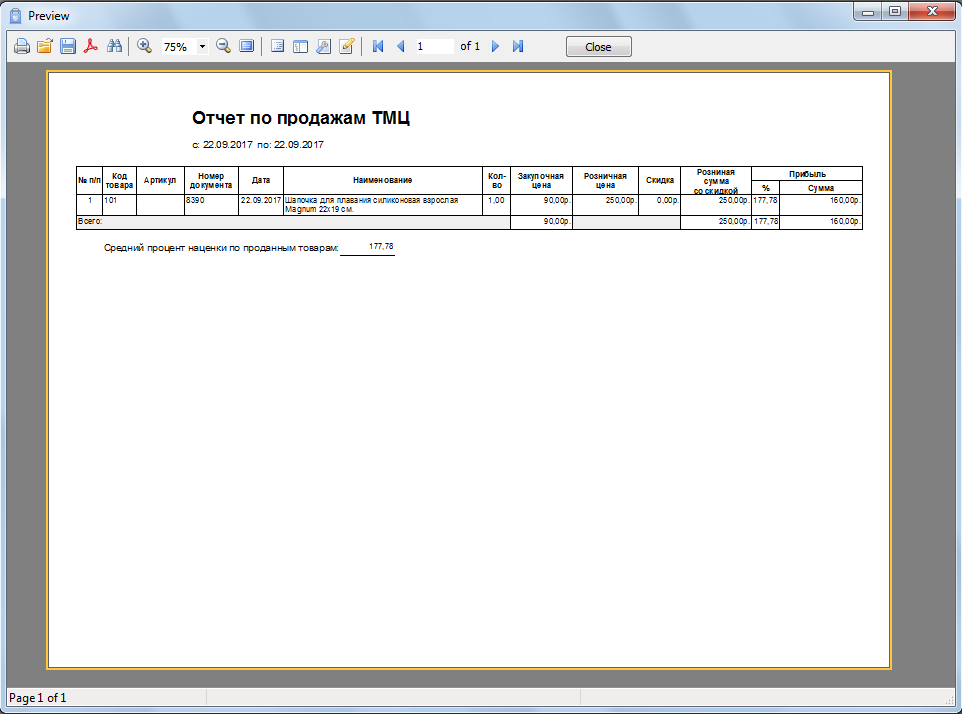 Preview
75% 1 of 1 Close
Отчет по продажам ТМЦ
с: 22.09.2017 по: 22.09.2017
№ п/п Код товара Артикул Номер документа Дата Наименование Кол-во Закупочная цена Розничная цена Скидка Розниная сумма со скидкой Прибыль
% Сумма
1 101 8390 22.09.2017 Шапочка для плавания силиконовая взрослая 1,00 90,00р. 250,00р. 0,00р. 250,00р. 177,78 160,00р.
Magnum 22x19 см.
Всего: 90,00р. 250,00р. 177,78 160,00р.
Средний процент наценки по проданным товарам: 177,78
Page 1 of 1